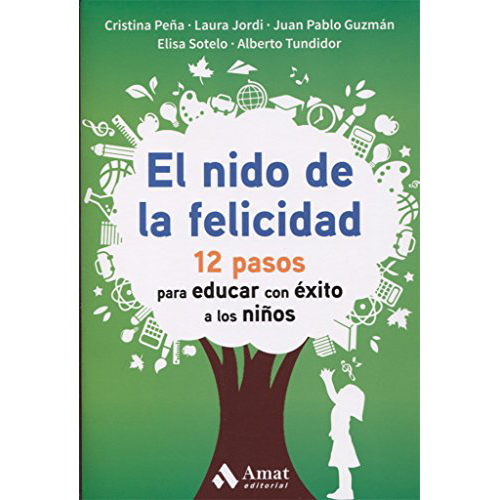 Cristina Peña · Laura Jordi · Juan Pablo Guzmán
Elisa Sotelo · Alberto Tundidor
El nido de
la felicidad
12 pasos
para educar con éxito
a los niños
Amat
editorial